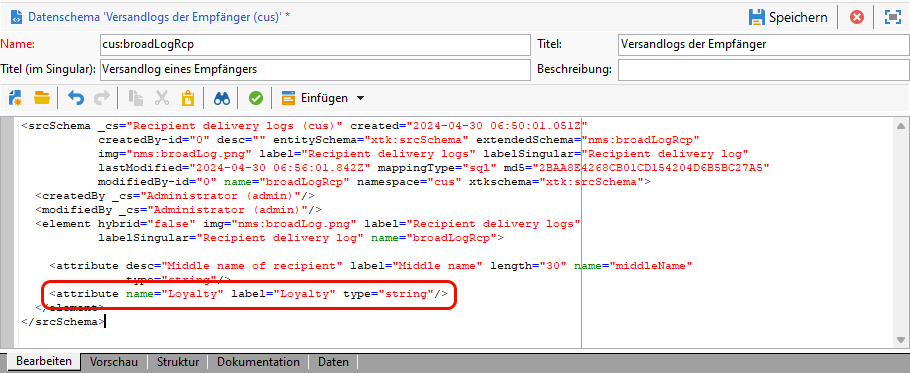 Datenschema 'Versandlogs der Empfänger (cus)' *
Speichern
Name: cus:broadLogRcp Titel: Versandlogs der Empfänger
Titel (im Singular): Versandlog eines Empfängers Beschreibung:
Einfügen
<srcSchema _cs="Recipient delivery logs (cus)" created="2024-04-30 06:50:01.051Z"
createdBy-id="0" desc="" entitySchema="xtk:srcSchema" extendedSchema="nms:broadLogRcp"
img="nms:broadLog.png" label="Recipient delivery logs" labelSingular="Recipient delivery log"
lastModified="2024-04-30 06:56:01.842Z" mappingType="sql" md5="2BAA8E4268CB01CD154204D6B5BC27A5"
modifiedBy-id="0" name="broadLogRcp" namespace="cus" xtkschema="xtk:srcSchema">
<createdBy _cs="Administrator (admin)"/>
<modifiedBy _cs="Administrator (admin)"/>
<element hybrid="false" img="nms:broadLog.png" label="Recipient delivery logs"
labelSingular="Recipient delivery log" name="broadLogRcp">
<attribute desc="Middle name of recipient" label="Middle name" length="30" name="middleName"
type="string"/>
<attribute name="Loyalty" label="Loyalty" type="string"/>
</element>
</srcSchema>
Bearbeiten Vorschau Struktur Dokumentation Daten